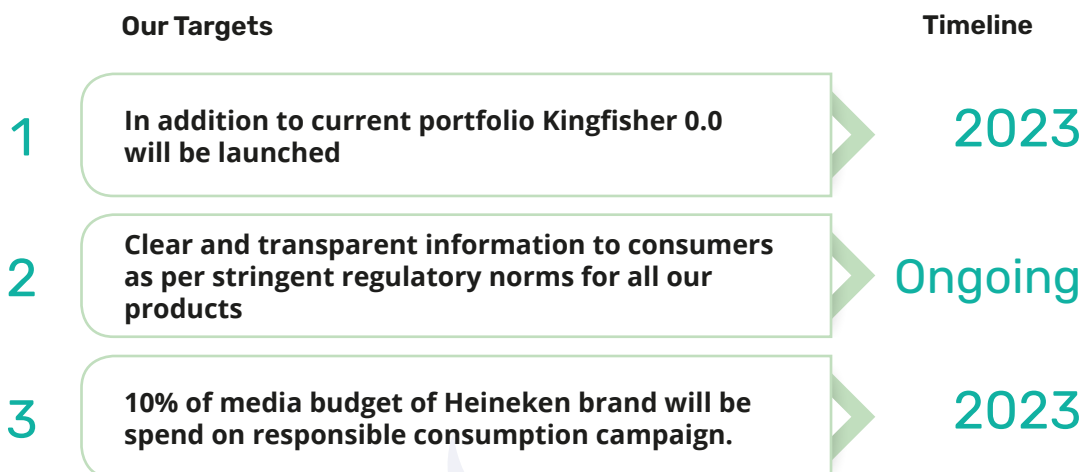 Our Targets
Timeline
1
In addition to current portfolio Kingfisher 0.0
will be launched
2023
2
Clear and transparent information to consumers
as per stringent regulatory norms for all our
products
Ongoing
3
10% of media budget of Heineken brand will be
spend on responsible consumption campaign.
2023